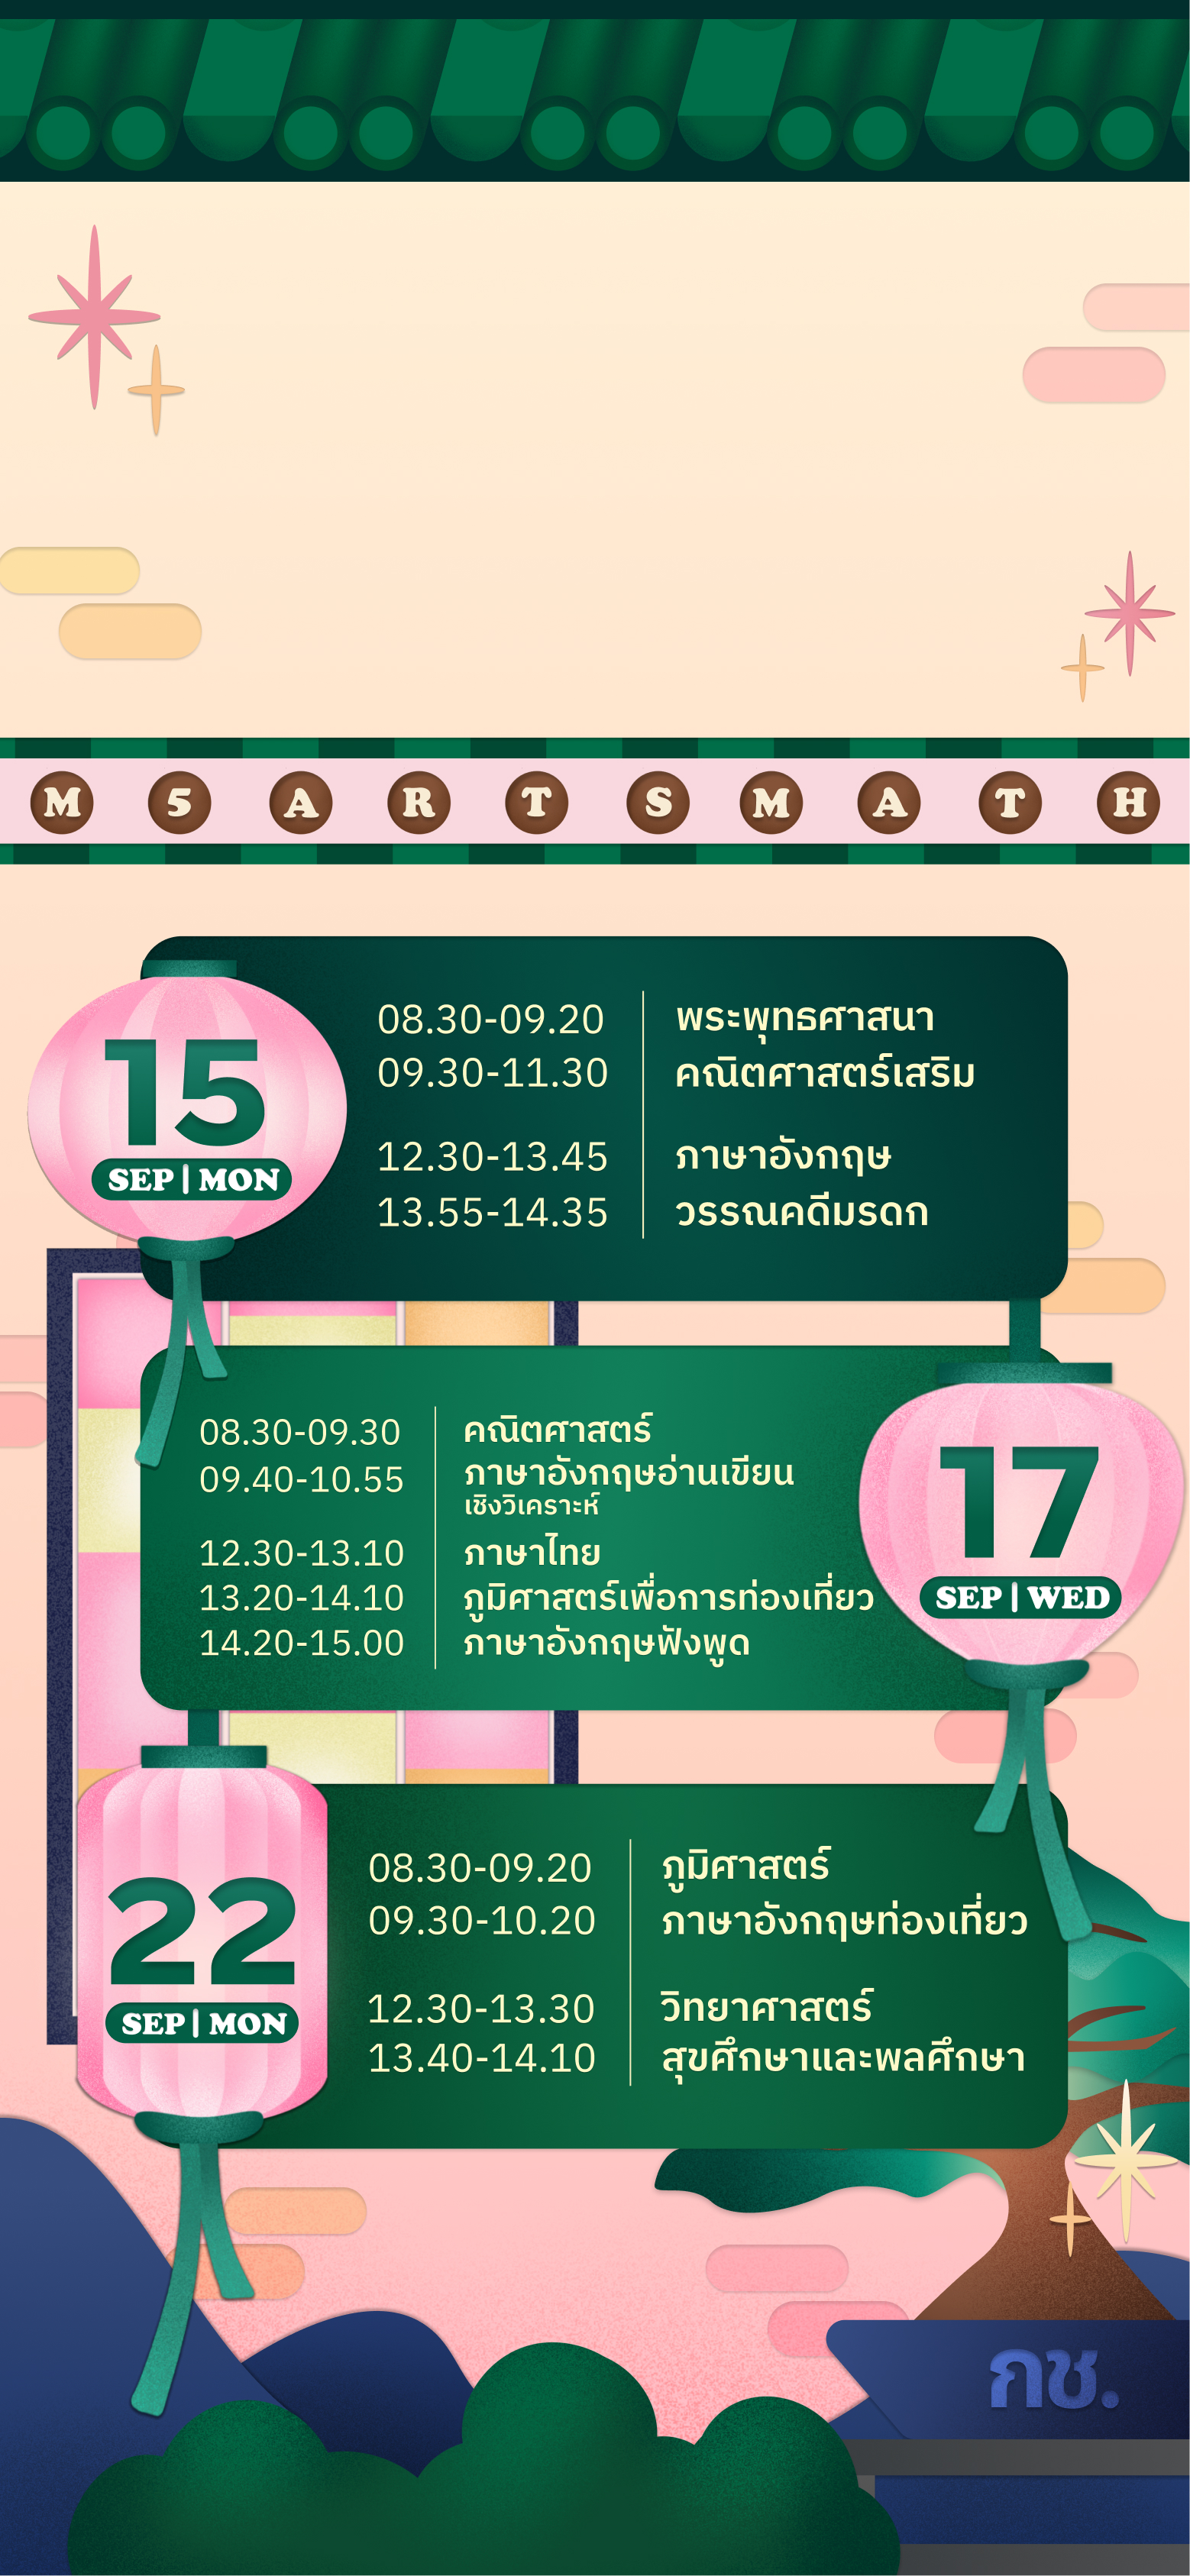 M 5 A R T S M A T H
15
SEP | MON
08.30-09.20 พระพุทธศาสนา
09.30-11.30 คณิตศาสตร์เสริม
12.30-13.45 ภาษาอังกฤษ
13.55-14.35 วรรณคดีมรดก
08.30-09.30 คณิตศาสตร์
09.40-10.55 ภาษาอังกฤษอ่านเขียน
เชิงวิเคราะห์
12.30-13.10 ภาษาไทย
13.20-14.10 ภูมิศาสตร์เพื่อการท่องเที่ยว
14.20-15.00 ภาษาอังกฤษฟังพูด
17
SEP | WED
22
SEP | MON
08.30-09.20 ภูมิศาสตร์
09.30-10.20 ภาษาอังกฤษท่องเที่ยว
12.30-13.30 วิทยาศาสตร์
13.40-14.10 สุขศึกษาและพลศึกษา
กช.